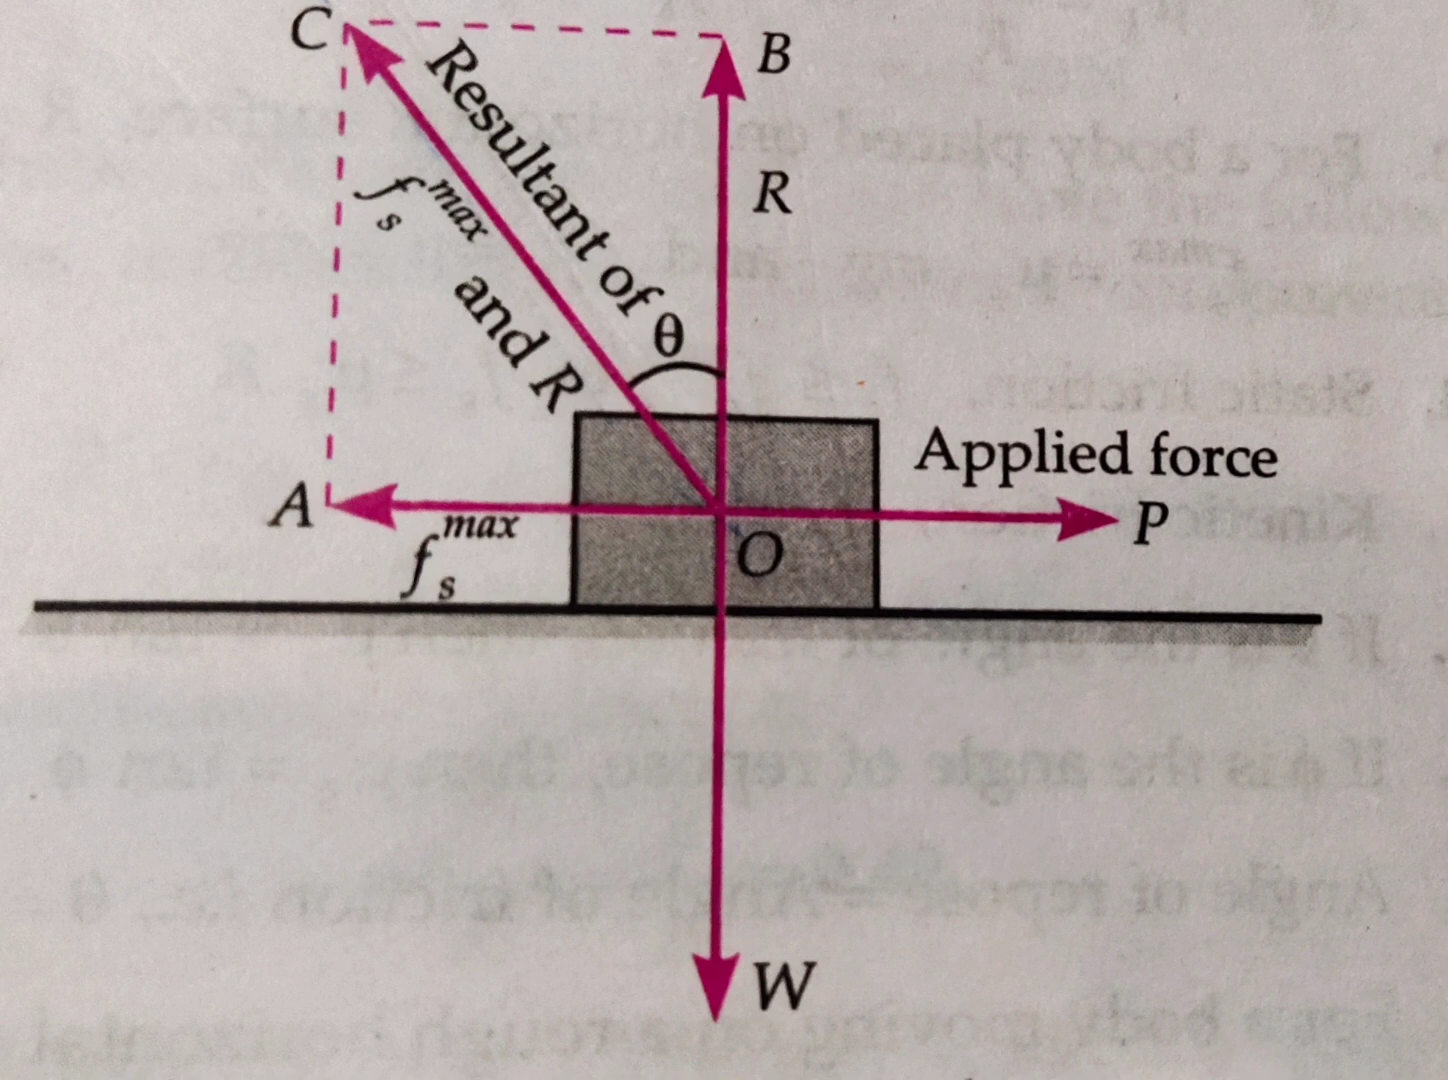 C
B
Resultant of θ
f_s^max
and R
R
Applied force
A
P
f_s^max
O
W